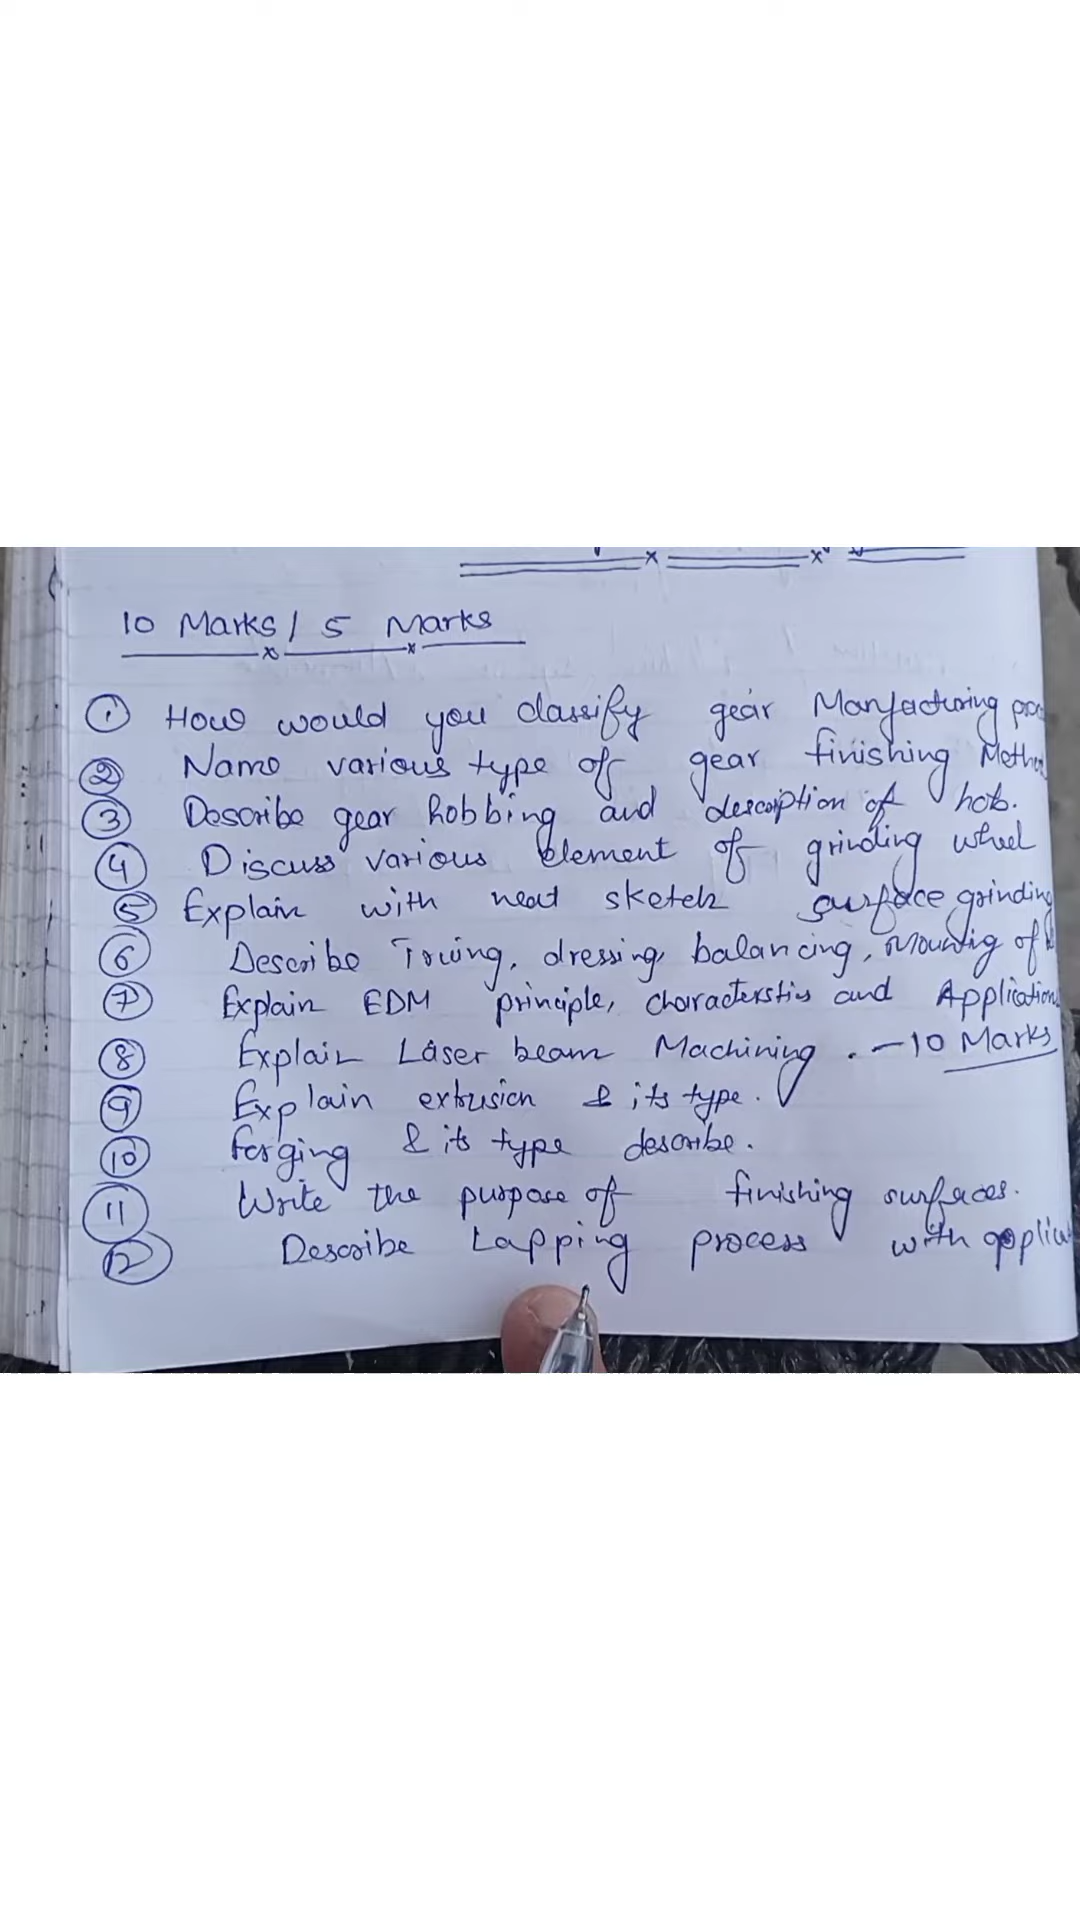 10 Marks / 5 Marks
1 How would you classify gear Manfacturing
2 Name various type of gear finishing
3 Describe gear hobbing and description of hob.
4 Discuss various element of grinding wheel
5 Explain with neat sketch surface grinding
6 Describe Truing, dressing, balancing, Mounting of
7 Explain EDM principle, characterstics and Application
8 Explain Laser beam Machining . - 10 Marks
9 Explain extrusion & its type.
10 forging & its type describe.
11 Write the purpose of finishing surfaces.
12 Describe Lapping process with